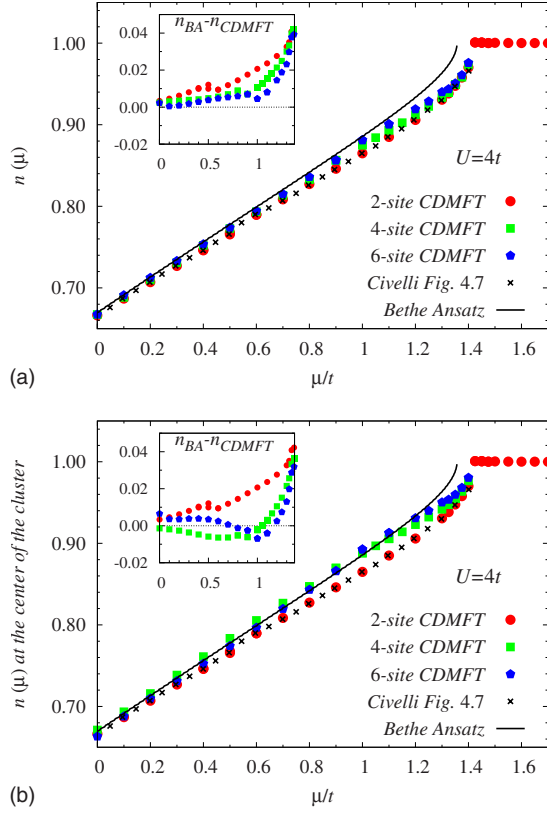 n_BA-n_CDMFT
0.04
0.02
0.00
-0.02
0 0.5 1
1.00
0.90
0.80
0.70
n (μ)
U=4t
2-site CDMFT
4-site CDMFT
6-site CDMFT
Civelli Fig. 4.7
Bethe Ansatz
0 0.2 0.4 0.6 0.8 1 1.2 1.4 1.6
(a)
μ/t
n_BA-n_CDMFT
0.04
0.02
0.00
-0.02
0 0.5 1
1.00
0.90
0.80
0.70
n (μ) at the center of the cluster
U=4t
2-site CDMFT
4-site CDMFT
6-site CDMFT
Civelli Fig. 4.7
Bethe Ansatz
0 0.2 0.4 0.6 0.8 1 1.2 1.4 1.6
(b)
μ/t